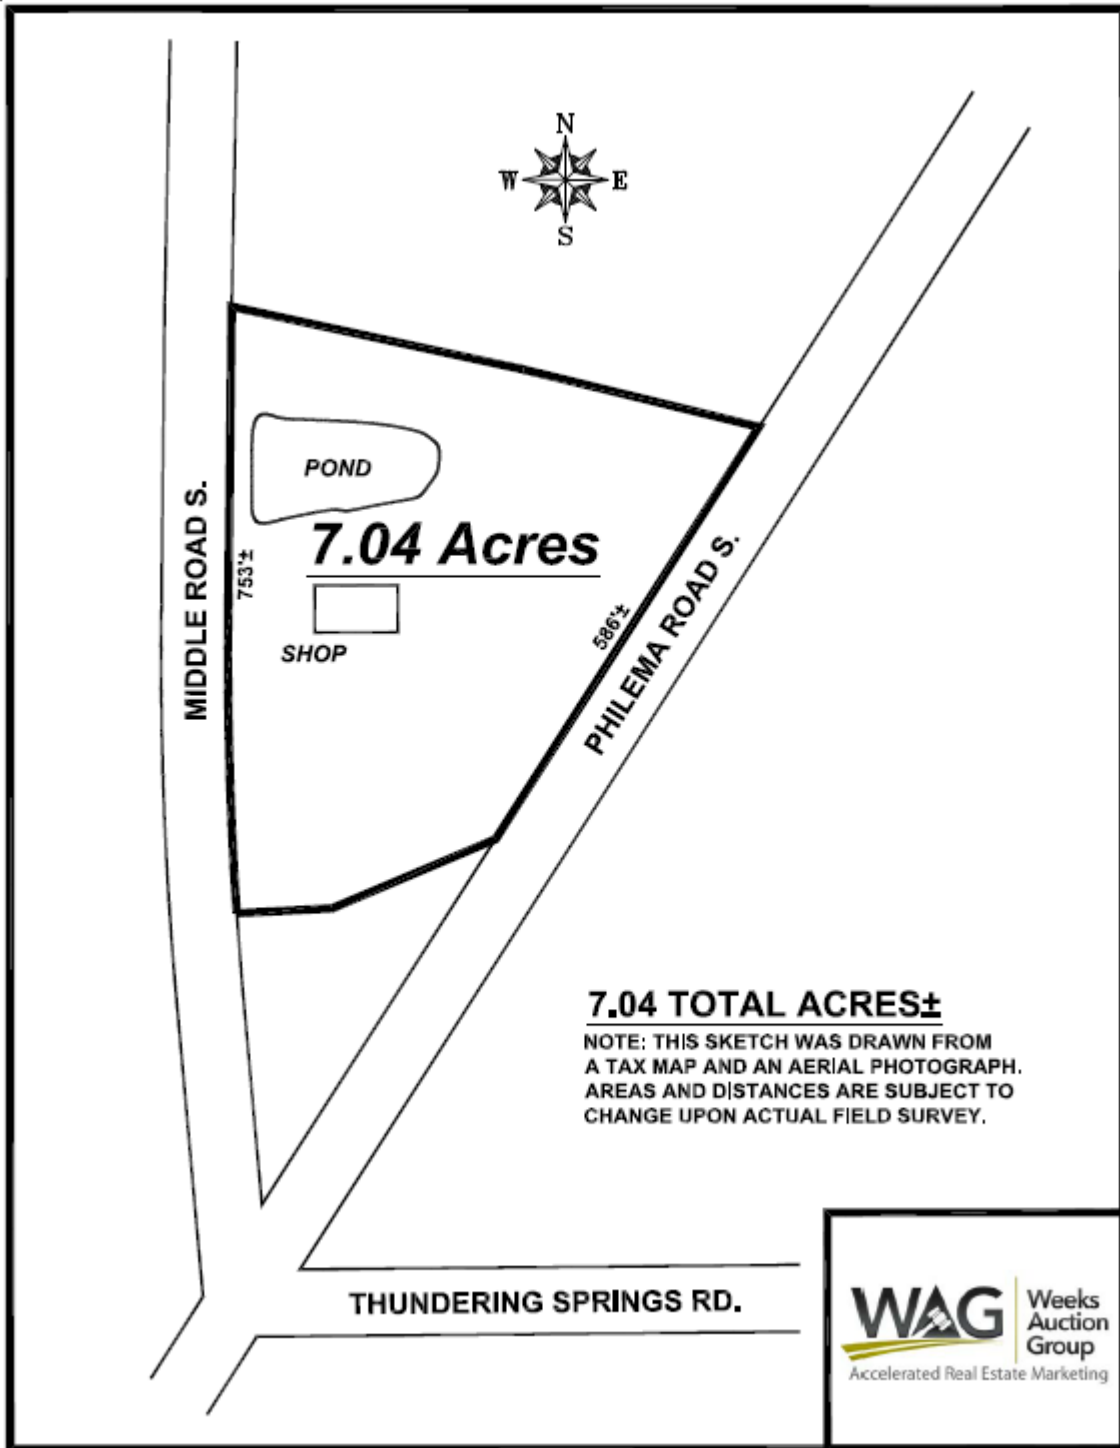 N
W E
S
POND
7.04 Acres
MIDDLE ROAD S.
753'±
SHOP
586'±
PHILEMA ROAD S.
7.04 TOTAL ACRES±
NOTE: THIS SKETCH WAS DRAWN FROM
A TAX MAP AND AN AERIAL PHOTOGRAPH.
AREAS AND DISTANCES ARE SUBJECT TO
CHANGE UPON ACTUAL FIELD SURVEY.
THUNDERING SPRINGS RD.
WAG
Weeks
Auction
Group
Accelerated Real Estate Marketing